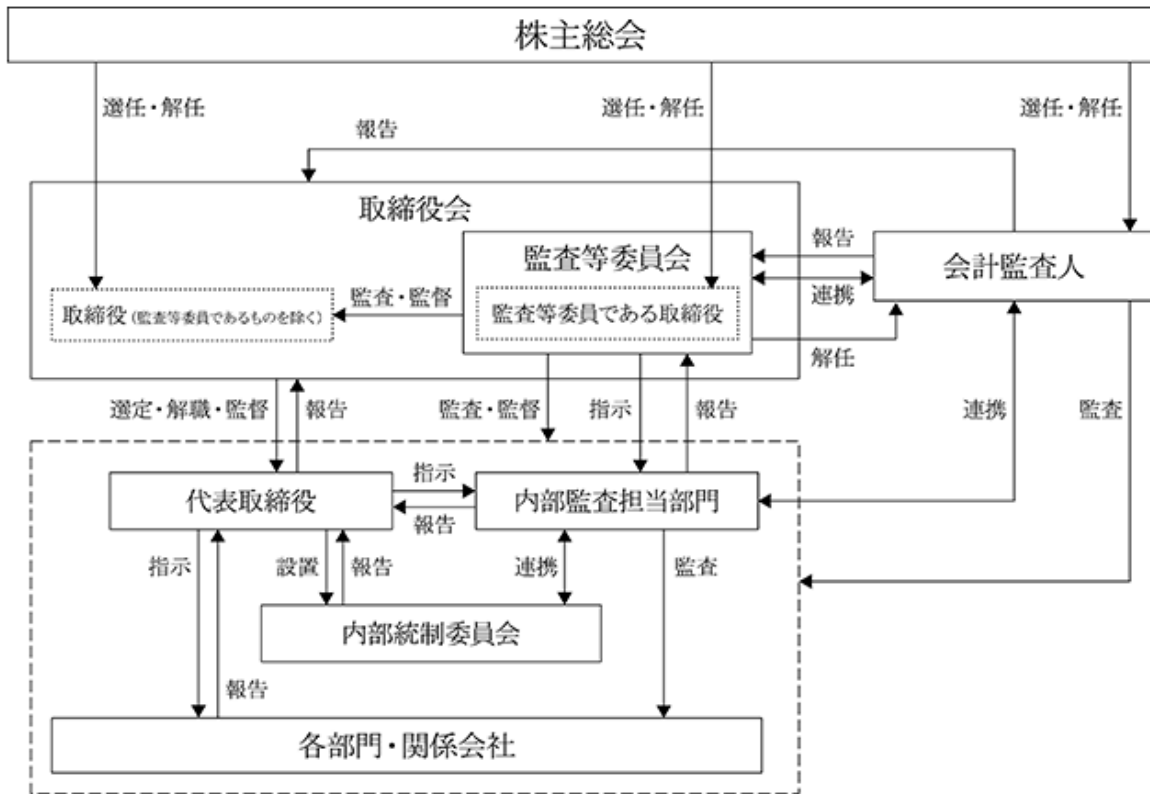 株主総会
選任・解任
選任・解任
選任・解任
報告
取締役会
監査等委員会
報告
会計監査人
連携
取締役(監査等委員であるものを除く)
監査・監督
監査等委員である取締役
解任
選定・解職・監督
報告
監査・監督
指示
報告
連携
監査
代表取締役
指示
報告
内部監査担当部門
指示
設置
報告
連携
監査
内部統制委員会
報告
各部門・関係会社